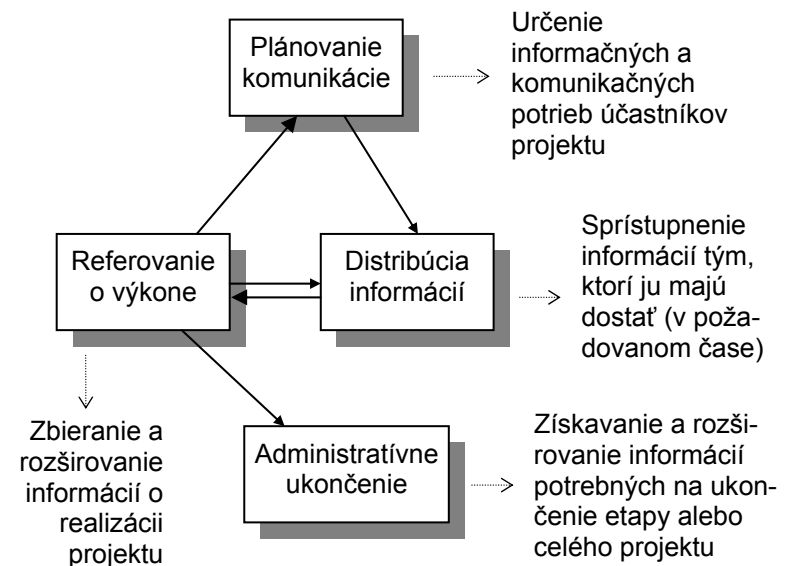 Plánovanie
komunikácie
Určenie
informačných a
komunikačných
potrieb účastníkov
projektu
Referovanie
o výkone
Distribúcia
informácií
Sprístupnenie
informácií tým,
ktorí ju majú
dostať (v poža-
dovanom čase)
Zbieranie a
rozširovanie
informácií o
realizácii
projektu
Administratívne
ukončenie
Získavanie a rozši-
rovanie informácií
potrebných na ukon-
čenie etapy alebo
celého projektu